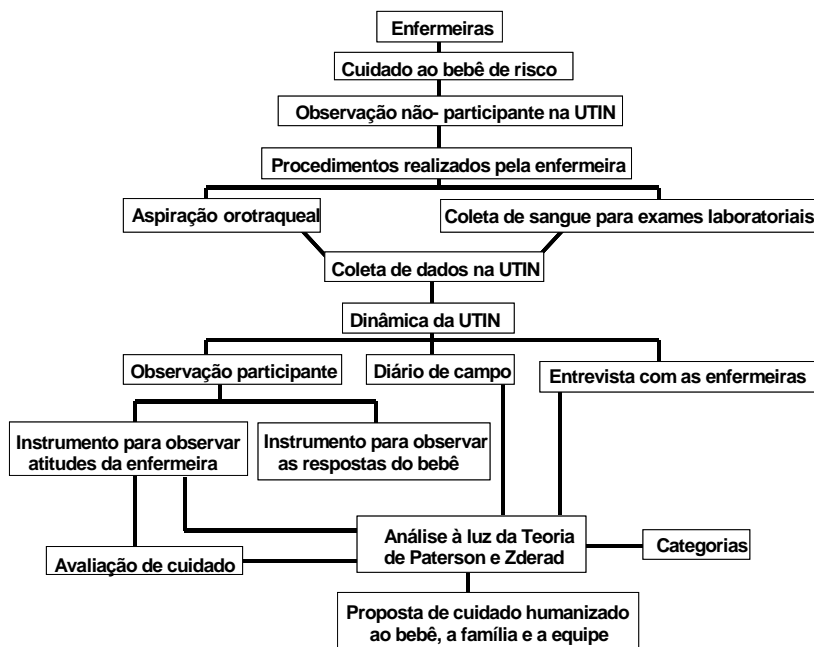 Enfermeiras
Cuidado ao bebê de risco
Observação não- participante na UTIN
Procedimentos realizados pela enfermeira
Aspiração orotraqueal
Coleta de sangue para exames laboratoriais
Coleta de dados na UTIN
Dinâmica da UTIN
Observação participante
Diário de campo
Entrevista com as enfermeiras
Instrumento para observar
atitudes da enfermeira
Instrumento para observar
as respostas do bebê
Análise à luz da Teoria
de Paterson e Zderad
Categorias
Avaliação de cuidado
Proposta de cuidado humanizado
ao bebê, a família e a equipe